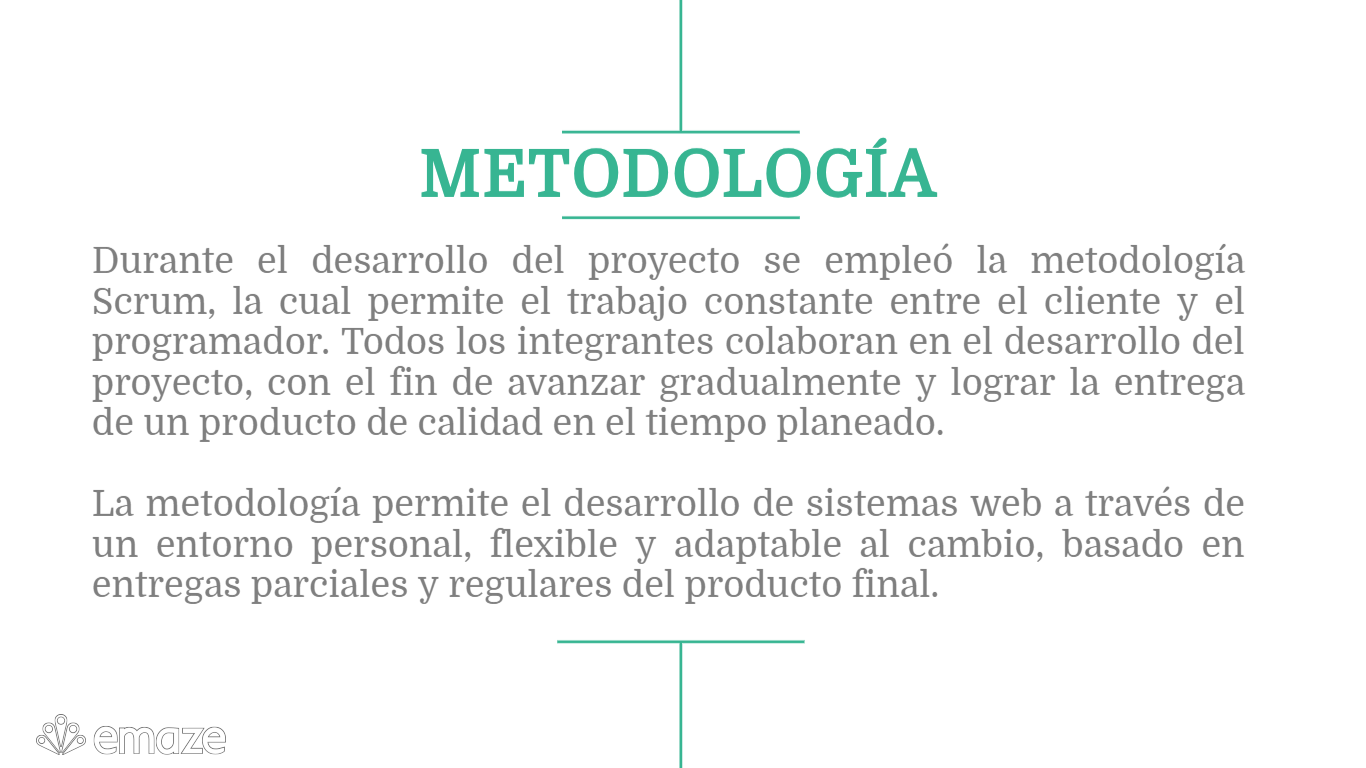 METODOLOGÍA
Durante el desarrollo del proyecto se empleó la metodología
Scrum, la cual permite el trabajo constante entre el cliente y el
programador. Todos los integrantes colaboran en el desarrollo del
proyecto, con el fin de avanzar gradualmente y lograr la entrega
de un producto de calidad en el tiempo planeado.
La metodología permite el desarrollo de sistemas web a través de
un entorno personal, flexible y adaptable al cambio, basado en
entregas parciales y regulares del producto final.
emaze